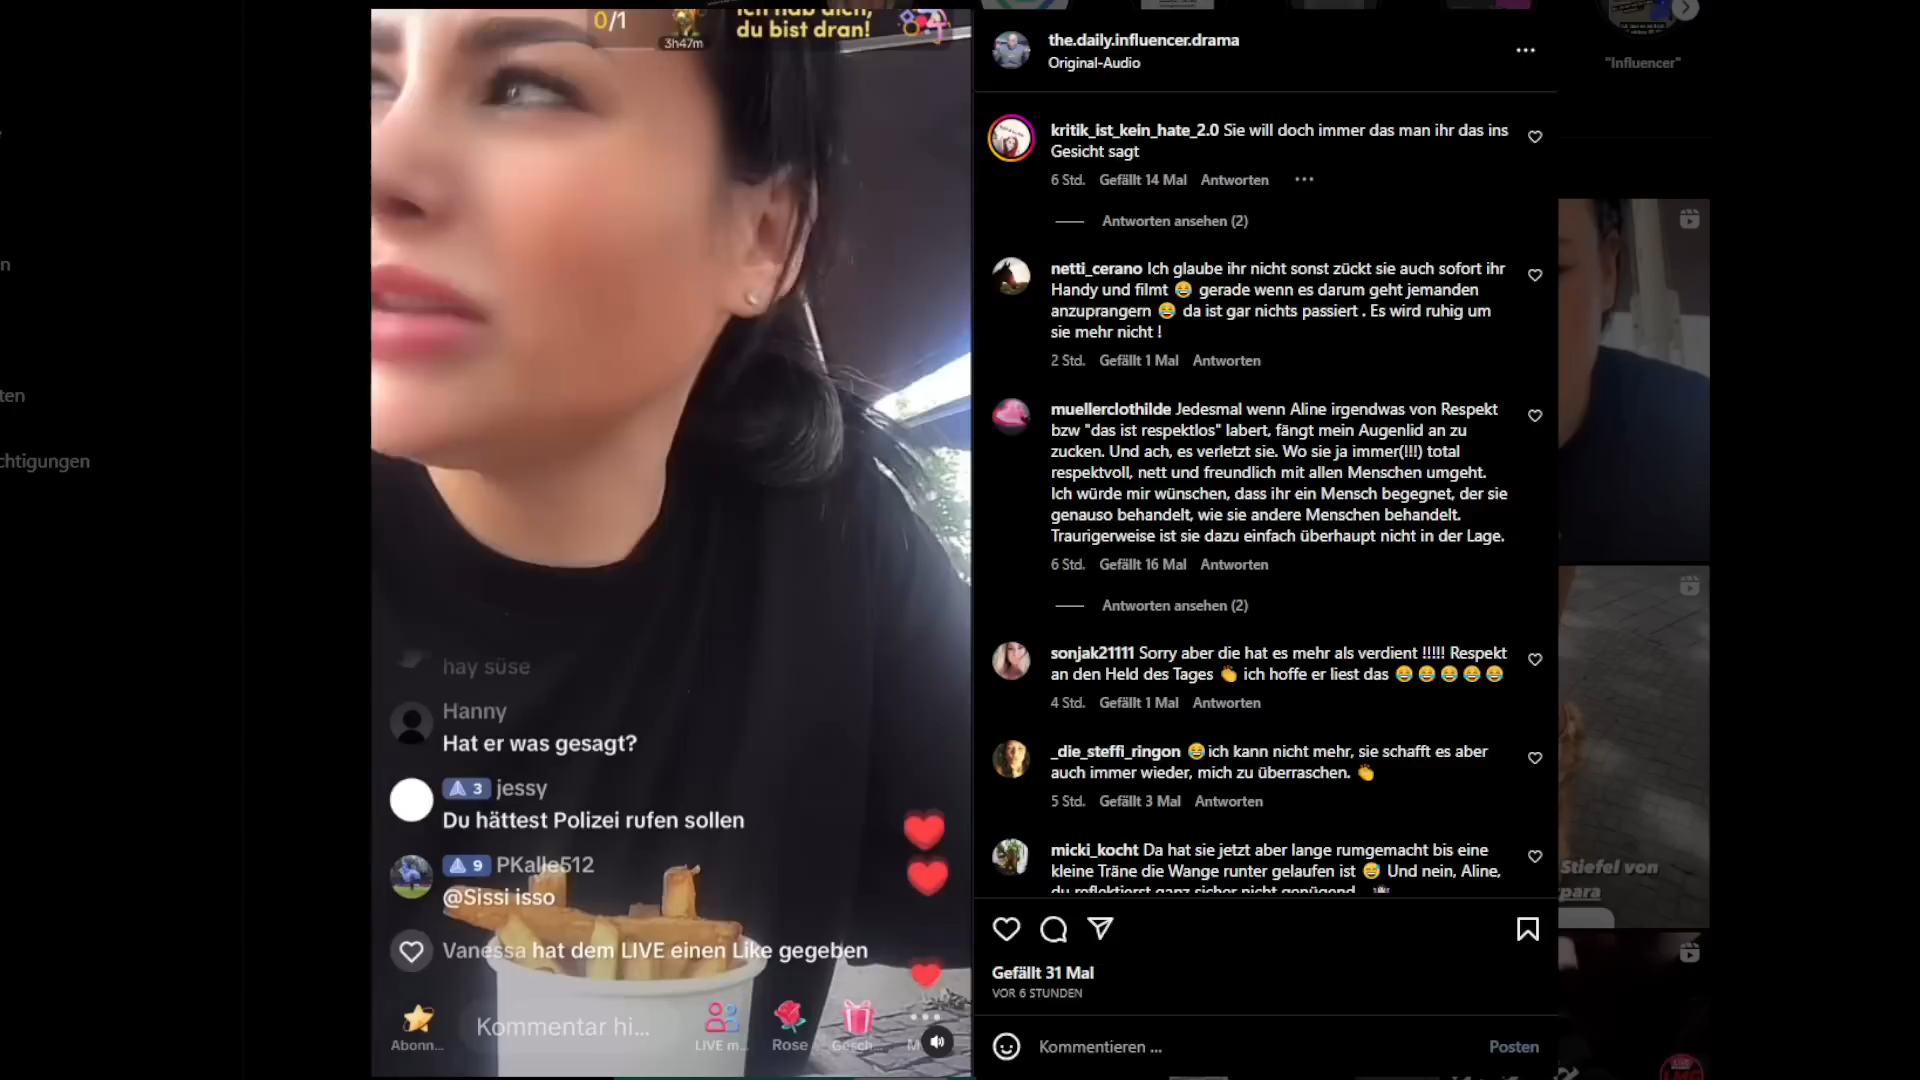 0/1
3h47m
ich hab dich,
du bist dran!
hay süse
Hanny
Hat er was gesagt?
3 jessy
Du hättest Polizei rufen sollen
9 PKalle512
@Sissi isso
Vanessa hat dem LIVE einen Like gegeben
Kommentar hi...
Abonn...
LIVE m...
Rose
Gesch...
M
n
ten
chtigungen
the.daily.influencer.drama
Original-Audio
kritik_ist_kein_hate_2.0 Sie will doch immer das man ihr das ins
Gesicht sagt
6 Std. Gefällt 14 Mal Antworten
Antworten ansehen (2)
netti_cerano Ich glaube ihr nicht sonst zückt sie auch sofort ihr
Handy und filmt 😂 gerade wenn es darum geht jemanden
anzuprangern 😂 da ist gar nichts passiert . Es wird ruhig um
sie mehr nicht !
2 Std. Gefällt 1 Mal Antworten
muellerclothilde Jedesmal wenn Aline irgendwas von Respekt
bzw "das ist respektlos" labert, fängt mein Augenlid an zu
zucken. Und ach, es verletzt sie. Wo sie ja immer(!!!) total
respektvoll, nett und freundlich mit allen Menschen umgeht.
Ich würde mir wünschen, dass ihr ein Mensch begegnet, der sie
genauso behandelt, wie sie andere Menschen behandelt.
Traurigerweise ist sie dazu einfach überhaupt nicht in der Lage.
6 Std. Gefällt 16 Mal Antworten
Antworten ansehen (2)
sonjak21111 Sorry aber die hat es mehr als verdient !!!!! Respekt
an den Held des Tages 👏 ich hoffe er liest das 😂😂😂😂😂
4 Std. Gefällt 1 Mal Antworten
_die_steffi_ringon 😂ich kann nicht mehr, sie schafft es aber
auch immer wieder, mich zu überraschen. 👏
5 Std. Gefällt 3 Mal Antworten
micki_kocht Da hat sie jetzt aber lange rumgemacht bis eine
kleine Träne die Wange runter gelaufen ist 😅 Und nein, Aline,
du reflektierst ganz sicher nicht genügend
Gefällt 31 Mal
VOR 6 STUNDEN
Kommentieren ...
Posten
"Influencer"
Stiefel von
para